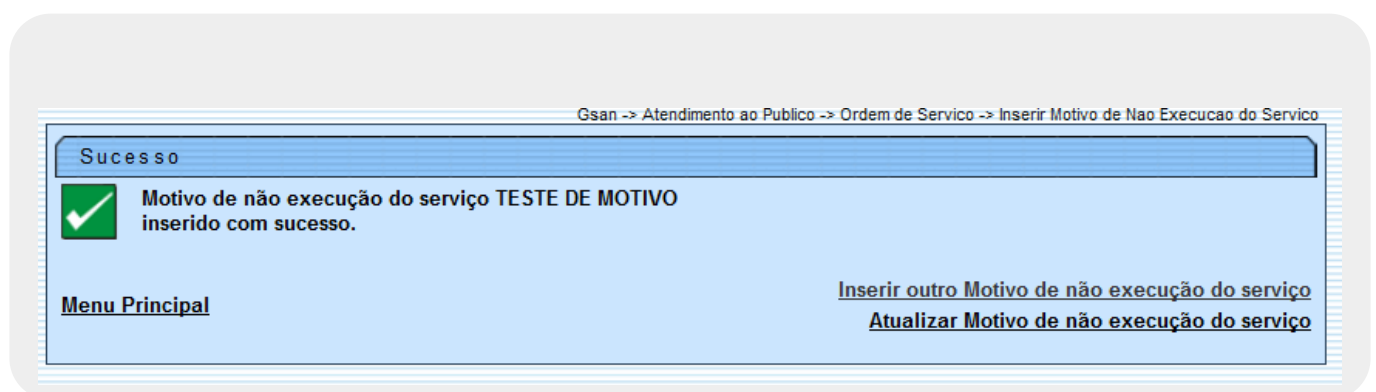 Gsan -> Atendimento ao Publico -> Ordem de Servico -> Inserir Motivo de Nao Execucao do Servico
Sucesso
Motivo de não execução do serviço TESTE DE MOTIVO
inserido com sucesso.
Inserir outro Motivo de não execução do serviço
Menu Principal
Atualizar Motivo de não execução do serviço